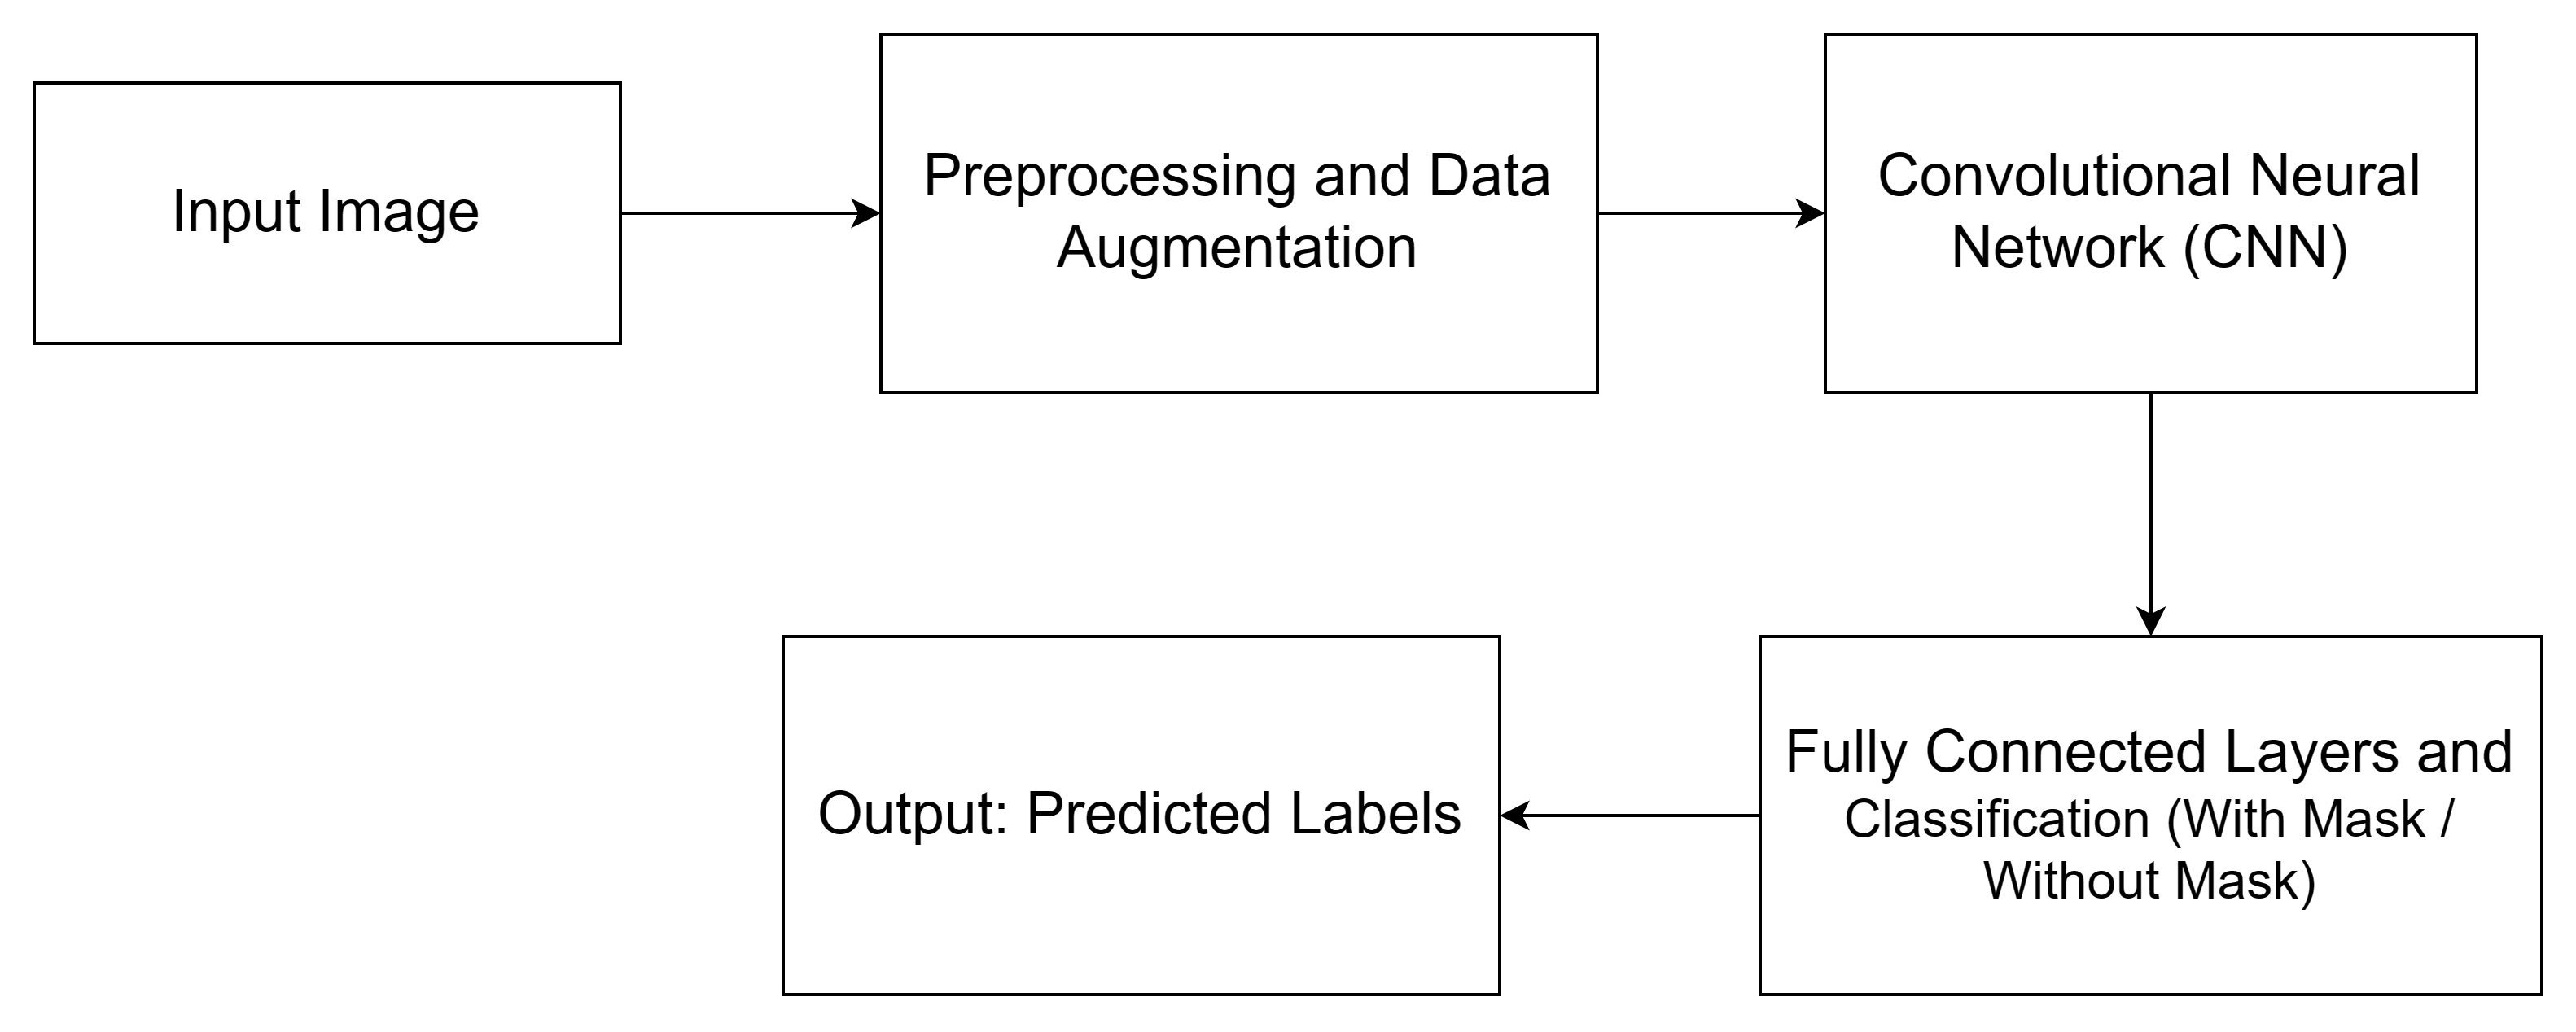 Input Image
Preprocessing and Data
Augmentation
Convolutional Neural
Network (CNN)
Fully Connected Layers and
Classification (With Mask /
Without Mask)
Output: Predicted Labels